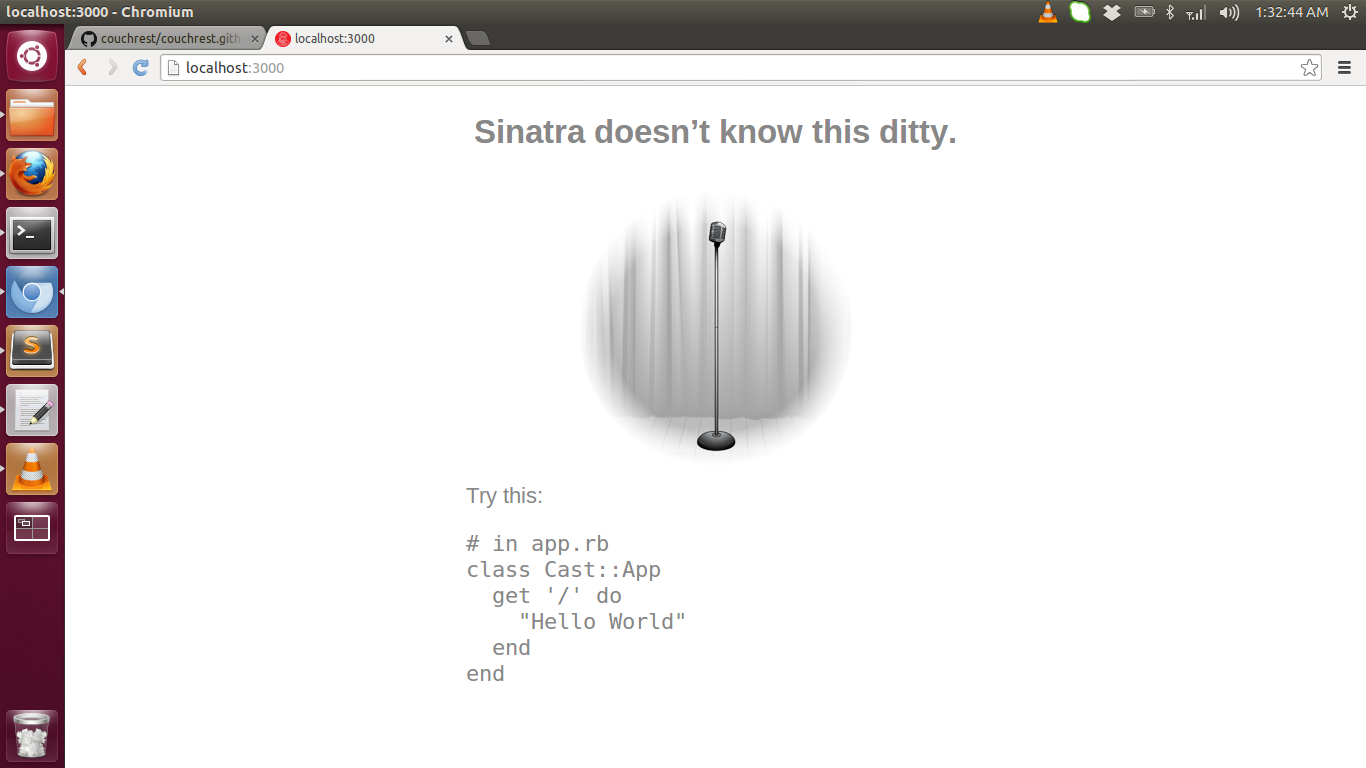 localhost:3000 - Chromium
1:32:44 AM
couchrest/couchrest.gith
localhost:3000
localhost:3000
Sinatra doesn’t know this ditty.
Try this:
# in app.rb
class Cast::App
  get '/' do
    "Hello World"
  end
end